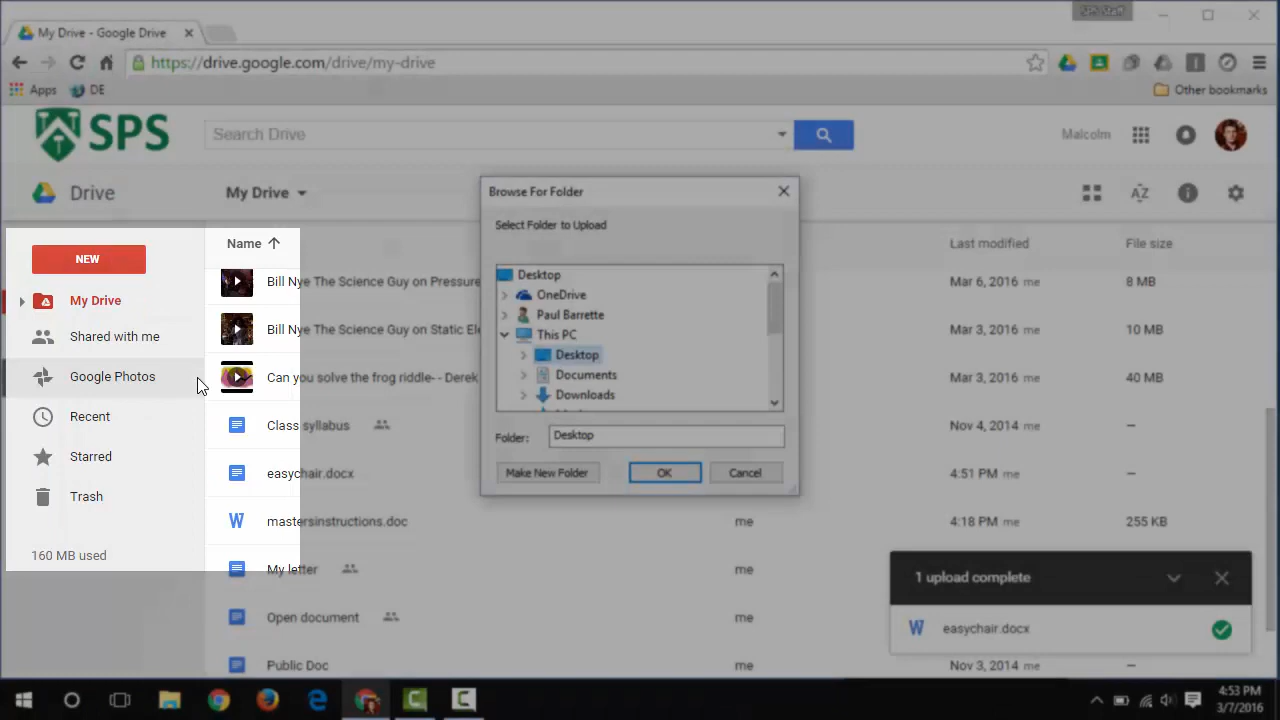 SPS Staff
My Drive - Google Drive
https://drive.google.com/drive/my-drive
Apps DE Other bookmarks
SPS
Search Drive
Malcolm
Drive
My Drive
Browse For Folder
Select Folder to Upload
Desktop
OneDrive
Paul Barrette
This PC
Desktop
Documents
Downloads
Folder: Desktop
Make New Folder OK Cancel
NEW
My Drive
Shared with me
Google Photos
Recent
Starred
Trash
160 MB used
Name Last modified File size
Bill Nye The Science Guy on Pressure Mar 6, 2016 me 8 MB
Bill Nye The Science Guy on Static Mar 3, 2016 me 10 MB
Can you solve the frog riddle-- Derek Mar 3, 2016 me 40 MB
Class syllabus Nov 4, 2014 me –
easychair.docx 4:51 PM me –
mastersinstructions.doc me 4:18 PM me 255 KB
My letter me
Open document me
Public Doc me Nov 3, 2014 me –
1 upload complete
W easychair.docx
4:53 PM
3/7/2016